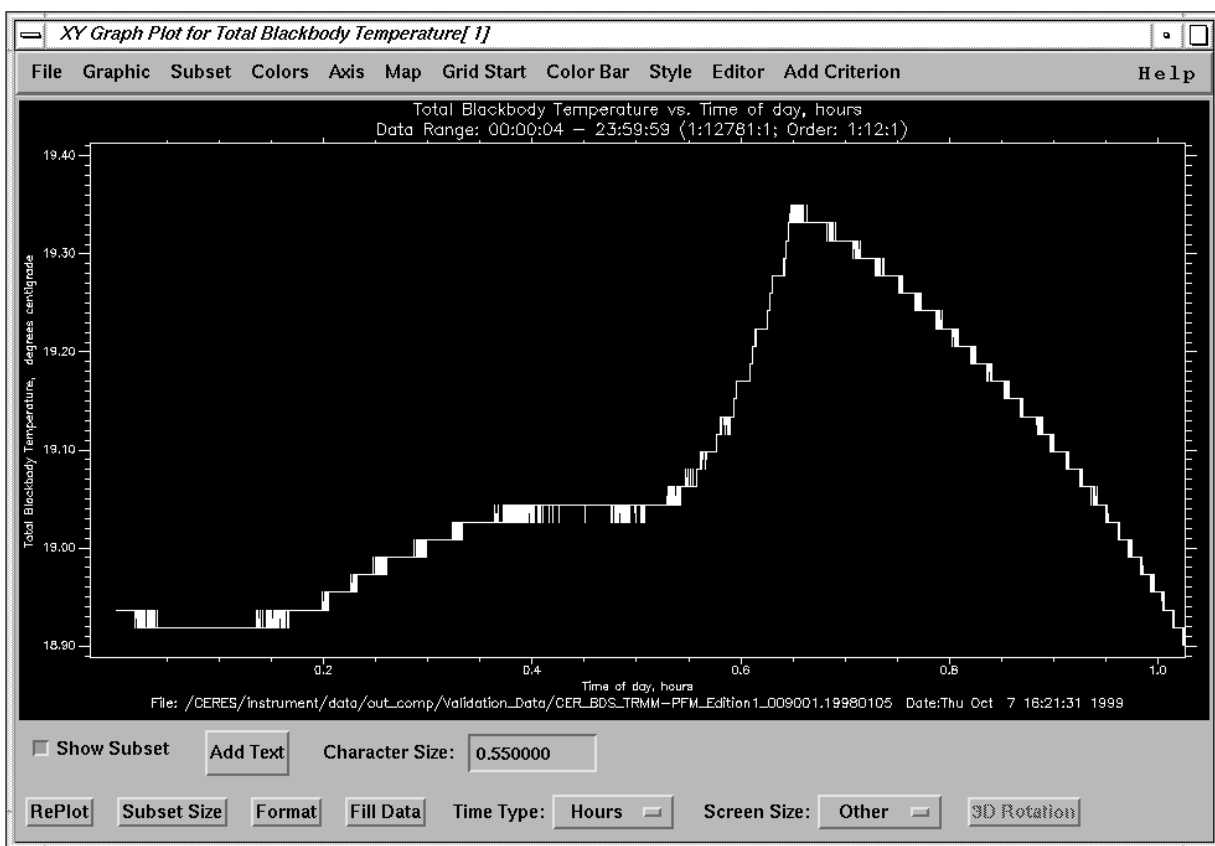 XY Graph Plot for Total Blackbody Temperature[ 1]
File Graphic Subset Colors Axis Map Grid Start Color Bar Style Editor Add Criterion Help
Total Blackbody Temperature vs. Time of day, hours
Data Range: 00:00:04 – 23:59:59 (1:12781:1; Order: 1:12:1)
Total Blackbody Temperature, degrees centigrade
19.40
19.30
19.20
19.10
19.00
18.90
0.2 0.4 0.6 0.8 1.0
Time of day, hours
File: /CERES/instrument/data/out_comp/Validation_Data/CER_BDS_TRMM-PFM_Edition1_009001.19980105 Date:Thu Oct 7 16:21:31 1999
Show Subset Add Text Character Size: 0.550000
RePlot Subset Size Format Fill Data Time Type: Hours Screen Size: Other 3D Rotation